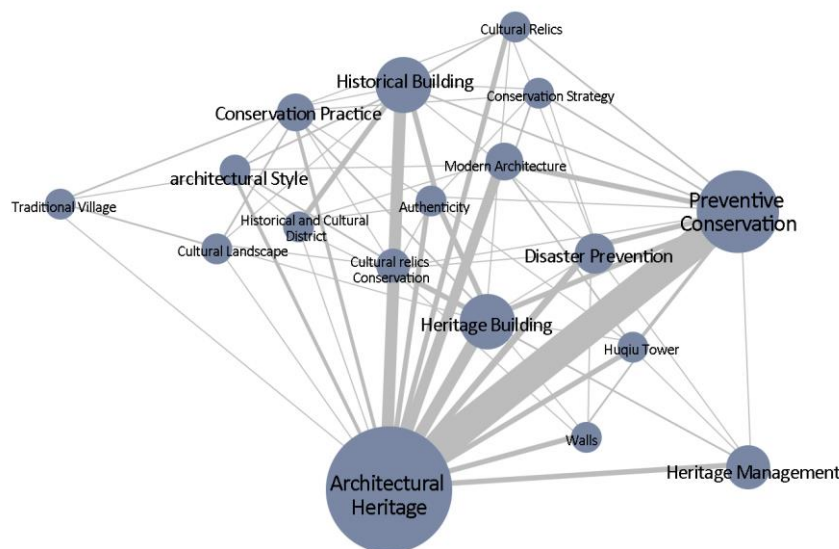 Cultural Relics
Historical Building
Conservation Strategy
Conservation Practice
Modern Architecture
architectural Style
Traditional Village
Authenticity
Preventive
Conservation
Historical and Cultural
District
Cultural Landscape
Cultural relics
Conservation
Disaster Prevention
Heritage Building
Huqiu Tower
Walls
Heritage Management
Architectural
Heritage